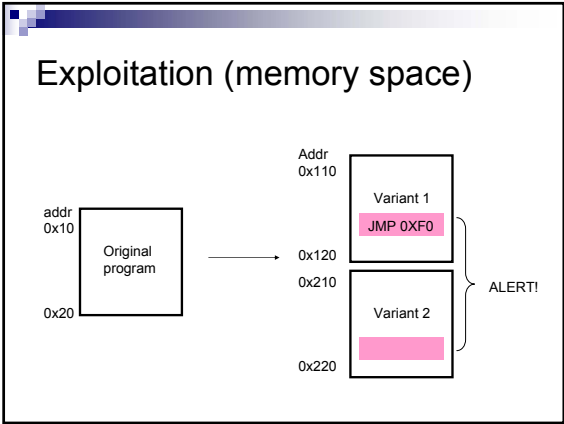 Exploitation (memory space)
addr
0x10
Original
program
0x20
Addr
0x110
Variant 1
JMP 0XF0
0x120
0x210
Variant 2
0x220
ALERT!